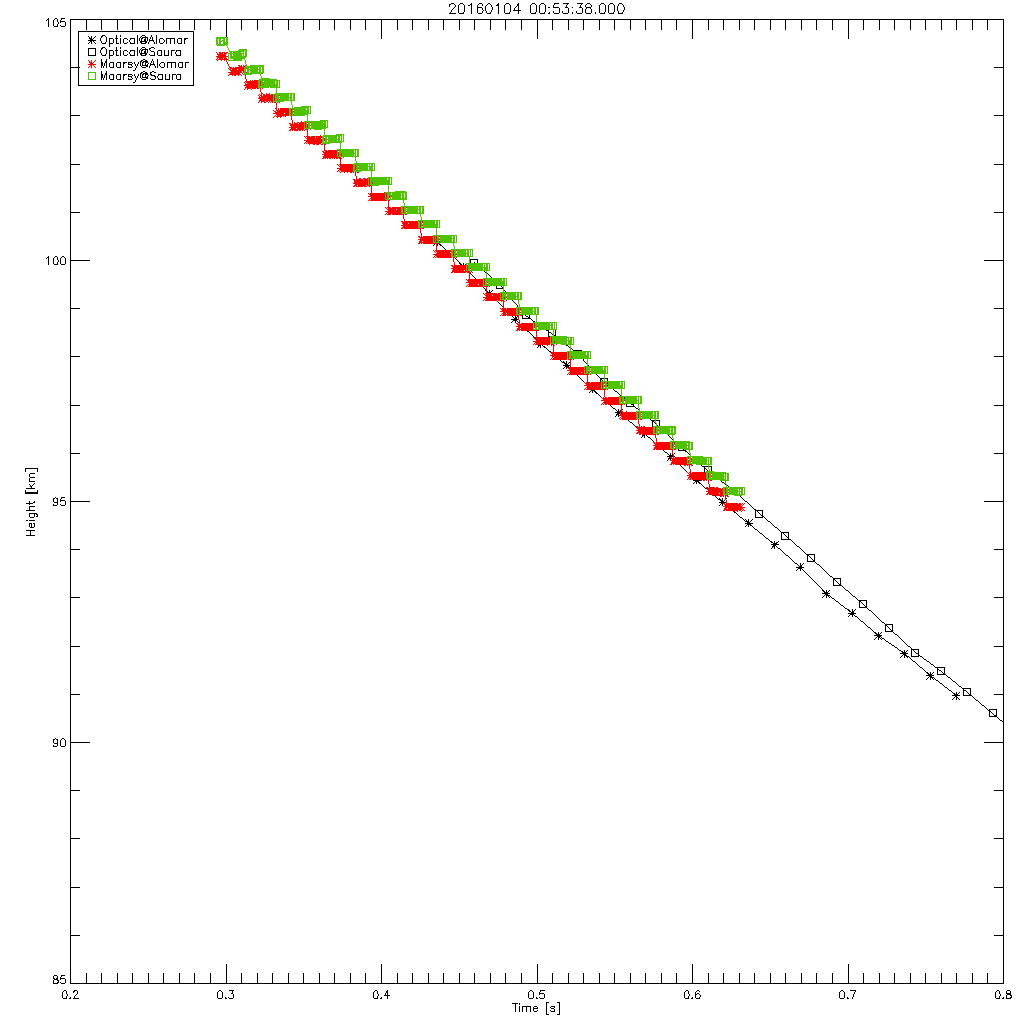 20160104 00:53:38.000
Optical@Alomar
Optical@Saura
Maarsy@Alomar
Maarsy@Saura
105
100
95
90
85
Height [km]
0.2 0.3 0.4 0.5 0.6 0.7 0.8
Time [s]